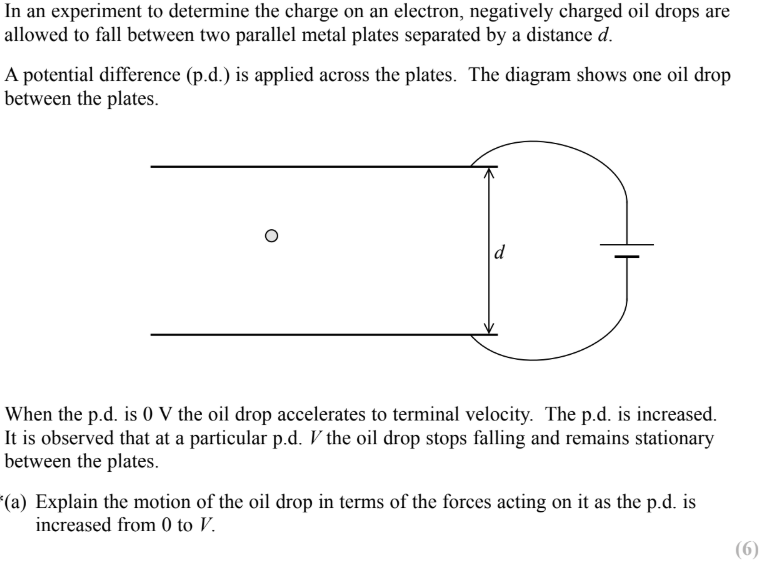 In an experiment to determine the charge on an electron, negatively charged oil drops are
allowed to fall between two parallel metal plates separated by a distance d.
A potential difference (p.d.) is applied across the plates. The diagram shows one oil drop
between the plates.
d
When the p.d. is 0 V the oil drop accelerates to terminal velocity. The p.d. is increased.
It is observed that at a particular p.d. V the oil drop stops falling and remains stationary
between the plates.
*(a) Explain the motion of the oil drop in terms of the forces acting on it as the p.d. is
increased from 0 to V.
(6)